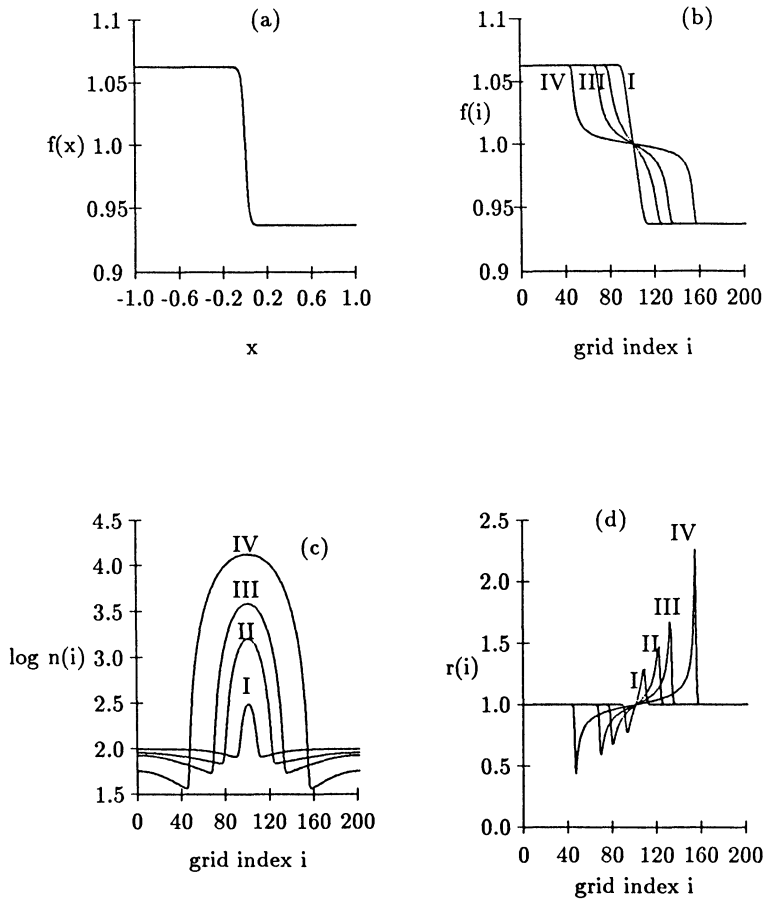 (a)
1.1
1.05
f(x) 1.0
0.95
0.9
-1.0 -0.6 -0.2 0.2 0.6 1.0
x
(b)
1.1
1.05
IV III I
f(i)
1.0
0.95
0.9
0 40 80 120 160 200
grid index i
(c)
4.5
IV
4.0
III
3.5
II
log n(i) 3.0
I
2.5
2.0
1.5
0 40 80 120 160 200
grid index i
(d)
2.5
IV
2.0
III
II
1.5
r(i) I
1.0
0.5
0.0
0 40 80 120 160 200
grid index i